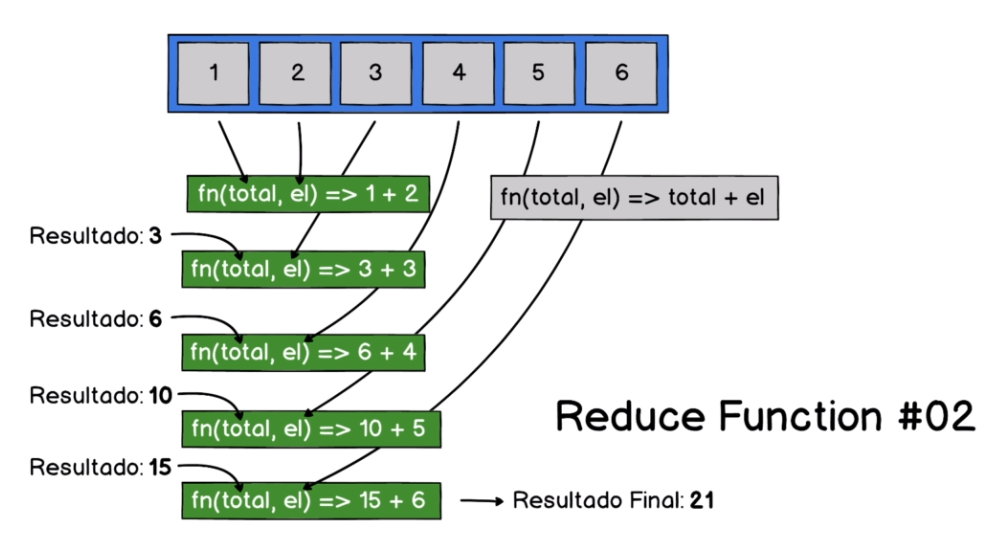 1 2 3 4 5 6
fn(total, el) => 1 + 2
fn(total, el) => total + el
Resultado: 3
fn(total, el) => 3 + 3
Resultado: 6
fn(total, el) => 6 + 4
Resultado: 10
fn(total, el) => 10 + 5
Reduce Function #02
Resultado: 15
fn(total, el) => 15 + 6
Resultado Final: 21